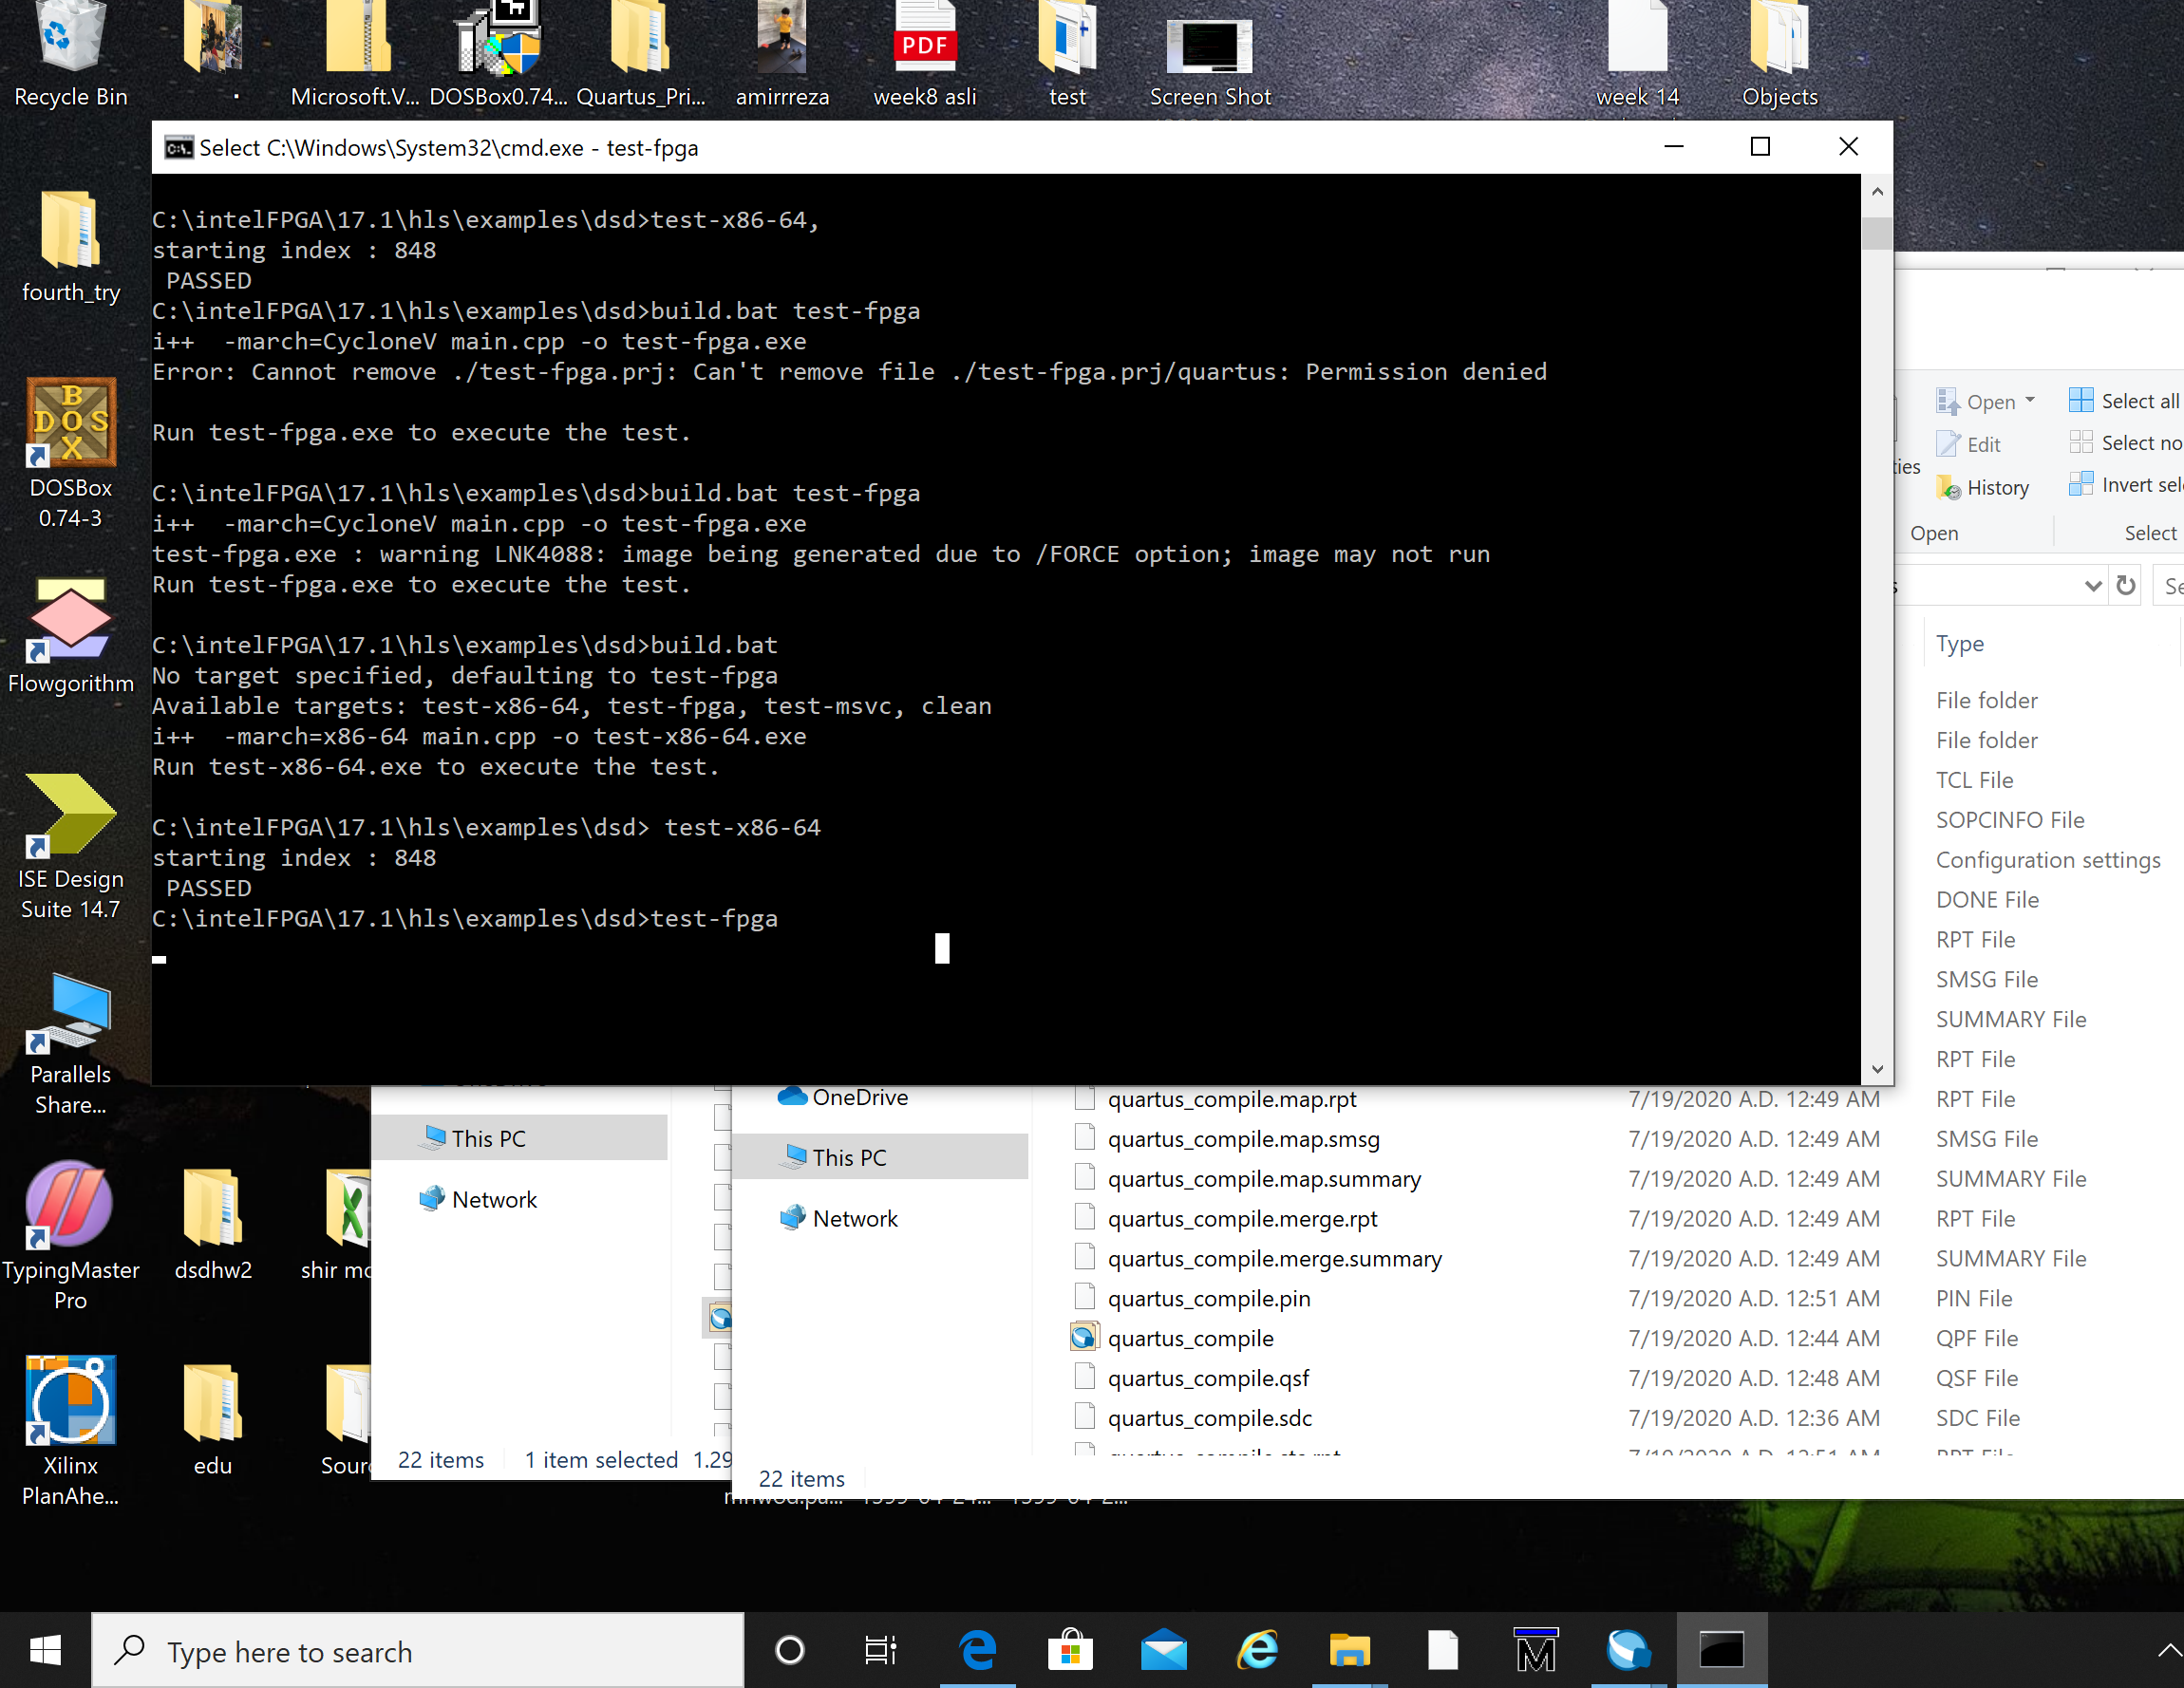 Recycle Bin
.
Microsoft.V...
DOSBox0.74...
Quartus_Pri...
amirrreza
PDF
week8 asli
test
Screen Shot
week 14
Objects
fourth_try
DOSBox
0.74-3
Flowgorithm
ISE Design
Suite 14.7
Parallels
Share...
TypingMaster
Pro
dsdhw2
Xilinx
PlanAhe...
edu
Select C:\Windows\System32\cmd.exe - test-fpga
C:\intelFPGA\17.1\hls\examples\dsd>test-x86-64,
starting index : 848
PASSED
C:\intelFPGA\17.1\hls\examples\dsd>build.bat test-fpga
i++  -march=CycloneV main.cpp -o test-fpga.exe
Error: Cannot remove ./test-fpga.prj: Can't remove file ./test-fpga.prj/quartus: Permission denied
Run test-fpga.exe to execute the test.
C:\intelFPGA\17.1\hls\examples\dsd>build.bat test-fpga
i++  -march=CycloneV main.cpp -o test-fpga.exe
test-fpga.exe : warning LNK4088: image being generated due to /FORCE option; image may not run
Run test-fpga.exe to execute the test.
C:\intelFPGA\17.1\hls\examples\dsd>build.bat
No target specified, defaulting to test-fpga
Available targets: test-x86-64, test-fpga, test-msvc, clean
i++  -march=x86-64 main.cpp -o test-x86-64.exe
Run test-x86-64.exe to execute the test.
C:\intelFPGA\17.1\hls\examples\dsd> test-x86-64
starting index : 848
PASSED
C:\intelFPGA\17.1\hls\examples\dsd>test-fpga
Open
Select all
Edit
Select no
History
Invert sel
Open
Select
Type
File folder
File folder
TCL File
SOPCINFO File
Configuration settings
DONE File
RPT File
SMSG File
SUMMARY File
RPT File
This PC
Network
22 items
1 item selected 1.29
OneDrive
This PC
Network
quartus_compile.map.rpt 7/19/2020 A.D. 12:49 AM RPT File
quartus_compile.map.smsg 7/19/2020 A.D. 12:49 AM SMSG File
quartus_compile.map.summary 7/19/2020 A.D. 12:49 AM SUMMARY File
quartus_compile.merge.rpt 7/19/2020 A.D. 12:49 AM RPT File
quartus_compile.merge.summary 7/19/2020 A.D. 12:49 AM SUMMARY File
quartus_compile.pin 7/19/2020 A.D. 12:51 AM PIN File
quartus_compile 7/19/2020 A.D. 12:44 AM QPF File
quartus_compile.qsf 7/19/2020 A.D. 12:48 AM QSF File
quartus_compile.sdc 7/19/2020 A.D. 12:36 AM SDC File
22 items
Type here to search